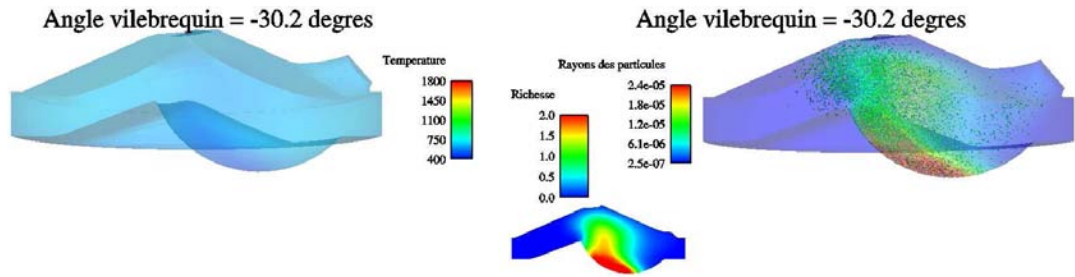 Angle vilebrequin = -30.2 degres
Temperature
1800
1450
1100
750
400
Angle vilebrequin = -30.2 degres
Rayons des particules
2.4e-05
1.8e-05
1.2e-05
6.1e-06
2.5e-07
Richesse
2.0
1.5
1.0
0.5
0.0